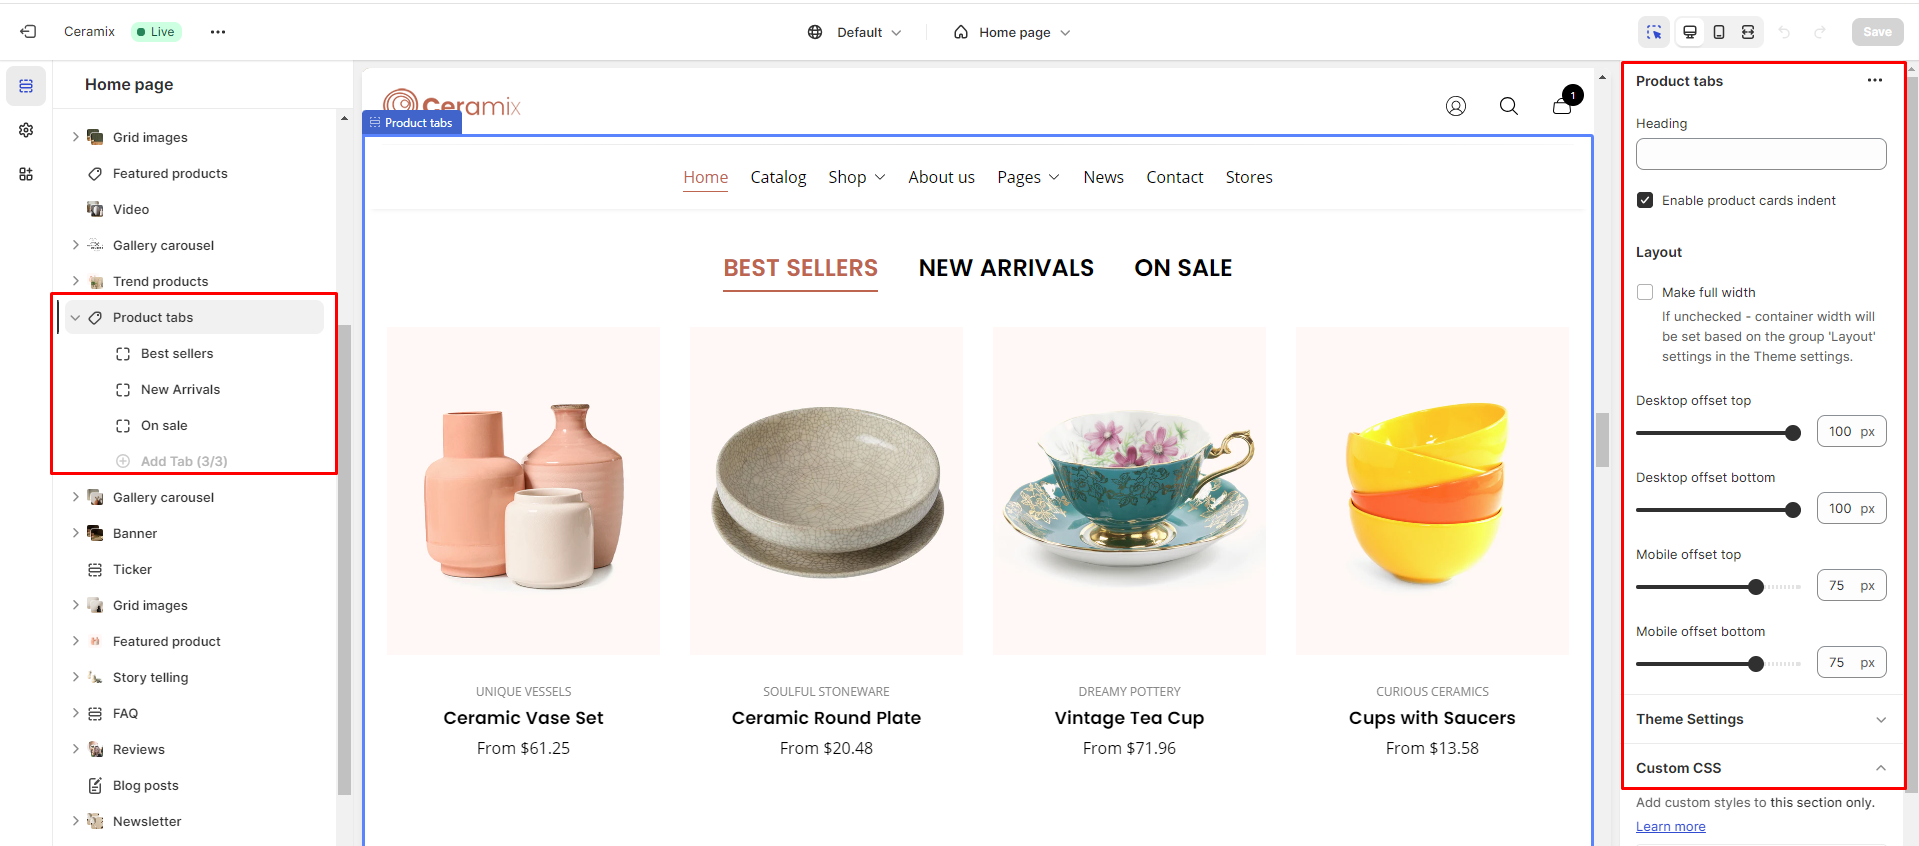 Ceramix
Live
Default
Home page
Save
Home page
Grid images
Featured products
Video
Gallery carousel
Trend products
Product tabs
Best sellers
New Arrivals
On sale
Add Tab (3/3)
Gallery carousel
Banner
Ticker
Grid images
Featured product
Story telling
FAQ
Reviews
Blog posts
Newsletter
Ceramix
1
Product tabs
Home Catalog Shop About us Pages News Contact Stores
BEST SELLERS NEW ARRIVALS ON SALE
UNIQUE VESSELS
Ceramic Vase Set
From $61.25
SOULFUL STONEWARE
Ceramic Round Plate
From $20.48
DREAMY POTTERY
Vintage Tea Cup
From $71.96
CURIOUS CERAMICS
Cups with Saucers
From $13.58
Product tabs
Heading
Enable product cards indent
Layout
Make full width
If unchecked - container width will
be set based on the group 'Layout'
settings in the Theme settings.
Desktop offset top
100 px
Desktop offset bottom
100 px
Mobile offset top
75 px
Mobile offset bottom
75 px
Theme Settings
Custom CSS
Add custom styles to this section only.
Learn more